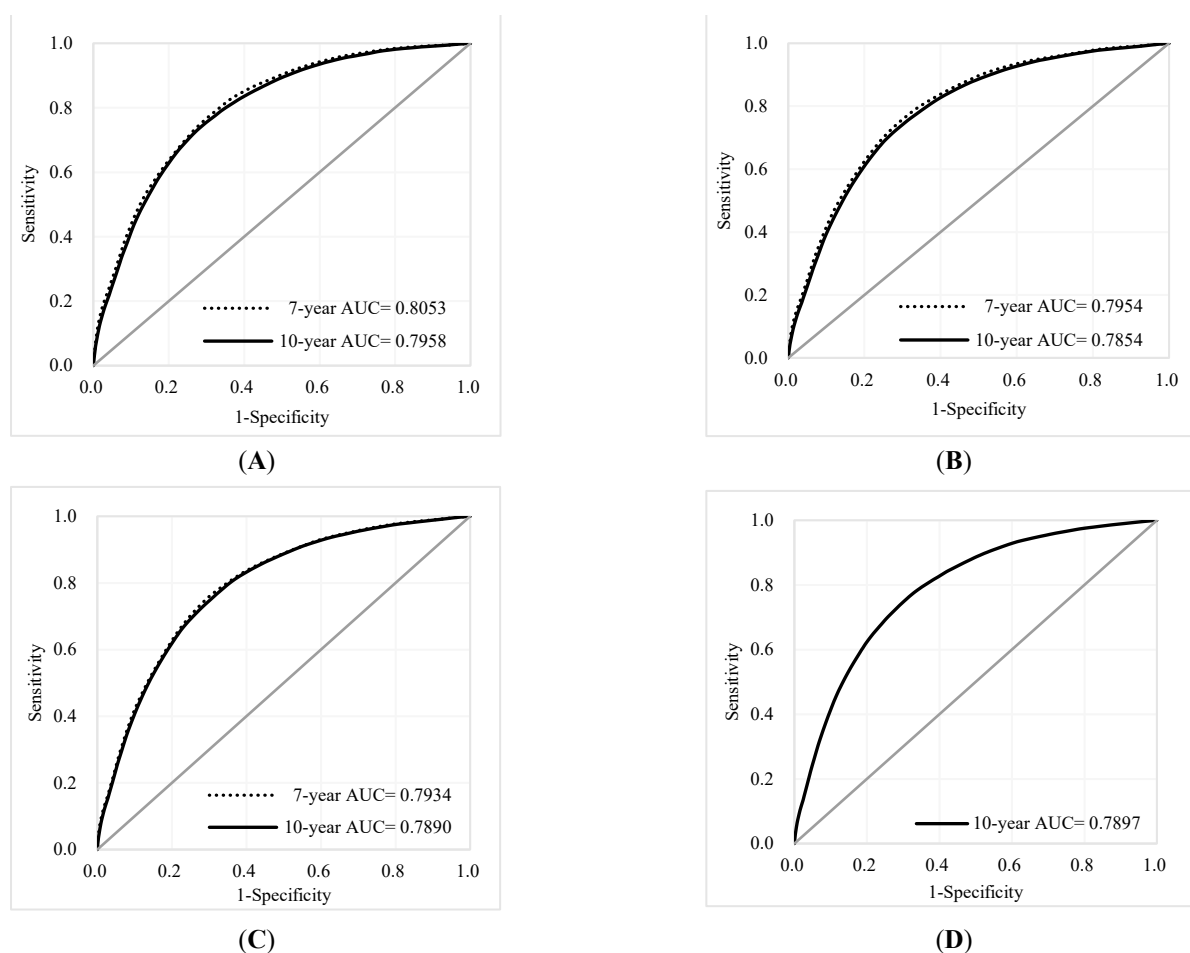 1.0
0.8
0.6
0.4
0.2
0.0
Sensitivity
7-year AUC= 0.8053
10-year AUC= 0.7958
0.0 0.2 0.4 0.6 0.8 1.0
1-Specificity
(A)
1.0
0.8
0.6
0.4
0.2
0.0
Sensitivity
7-year AUC= 0.7954
10-year AUC= 0.7854
0.0 0.2 0.4 0.6 0.8 1.0
1-Specificity
(B)
1.0
0.8
0.6
0.4
0.2
0.0
Sensitivity
7-year AUC= 0.7934
10-year AUC= 0.7890
0.0 0.2 0.4 0.6 0.8 1.0
1-Specificity
(C)
1.0
0.8
0.6
0.4
0.2
0.0
Sensitivity
10-year AUC= 0.7897
0.0 0.2 0.4 0.6 0.8 1.0
1-Specificity
(D)